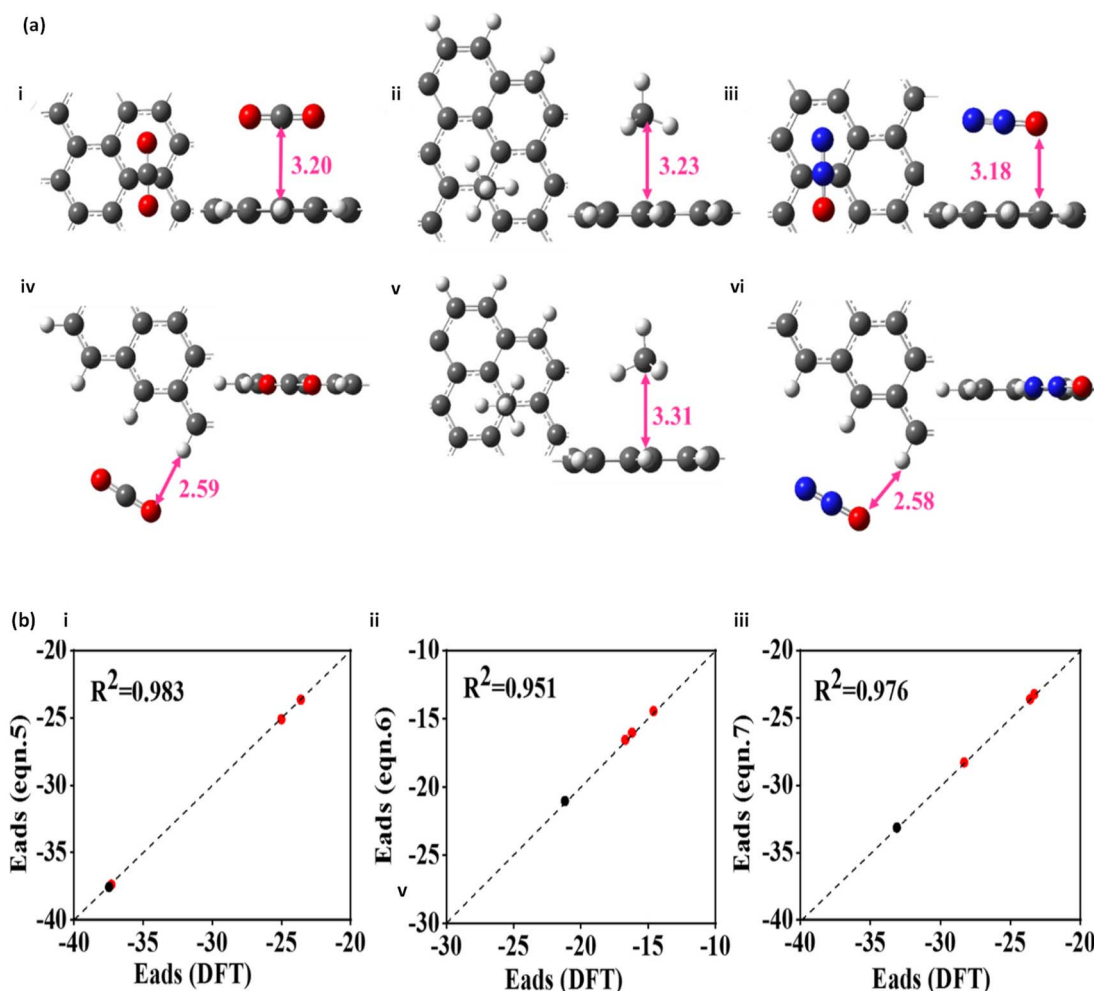 (a)
i
ii
iii
3.20
3.23
3.18
iv
v
vi
2.59
3.31
2.58
(b)
i
ii
iii
-20
-25
-30
-35
-40
R²=0.983
Eads (eqn.5)
-40 -35 -30 -25 -20
Eads (DFT)
-10
-15
-20
-25
-30
R²=0.951
Eads (eqn.6)
v
-30 -25 -20 -15 -10
Eads (DFT)
-20
-25
-30
-35
-40
R²=0.976
Eads (eqn.7)
-40 -35 -30 -25 -20
Eads (DFT)